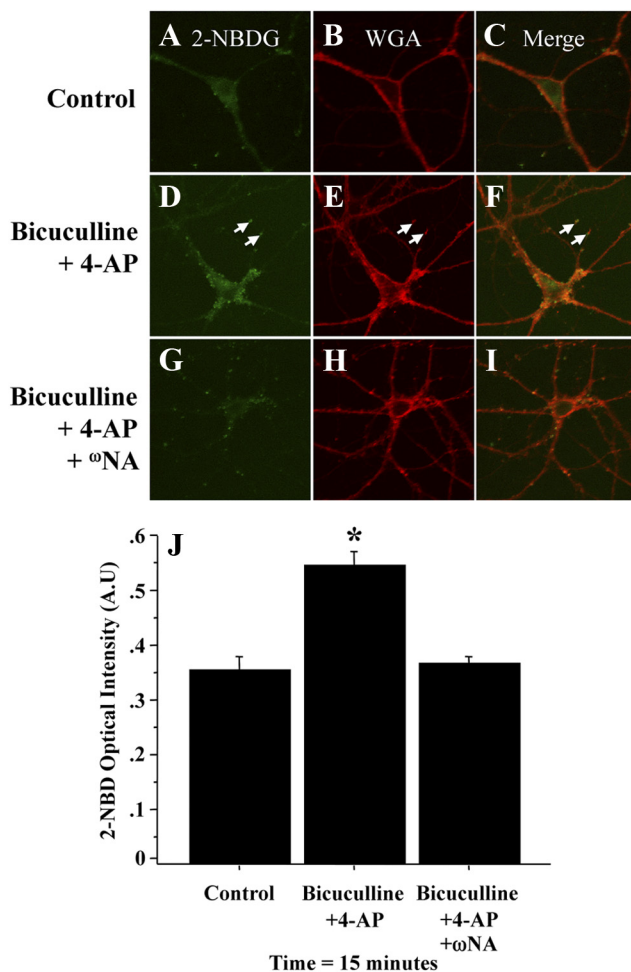 A 2-NBDG
B WGA
C Merge
Control
D
E
F
Bicuculline
+ 4-AP
G
H
I
Bicuculline
+ 4-AP
+ ωNA
J
2-NBD Optical Intensity (A.U)
.6
.5
.4
.3
.2
.1
0
*
Control
Bicuculline
+4-AP
Bicuculline
+4-AP
+ωNA
Time = 15 minutes